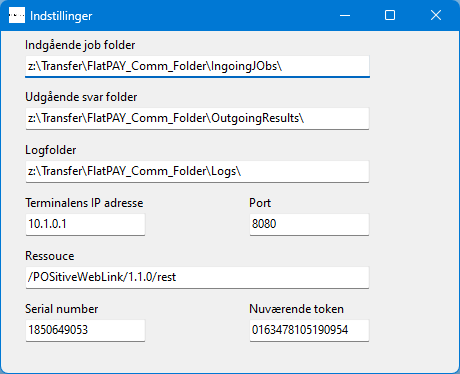 Indstillinger
Indgående job folder
z:\Transfer\FlatPAY_Comm_Folder\IngoingJObs\
Udgående svar folder
z:\Transfer\FlatPAY_Comm_Folder\OutgoingResults\
Logfolder
z:\Transfer\FlatPAY_Comm_Folder\Logs\
Terminalens IP adresse Port
10.1.0.1 8080
Ressouce
/POSitiveWebLink/1.1.0/rest
Serial number Nuværende token
1850649053 0163478105190954